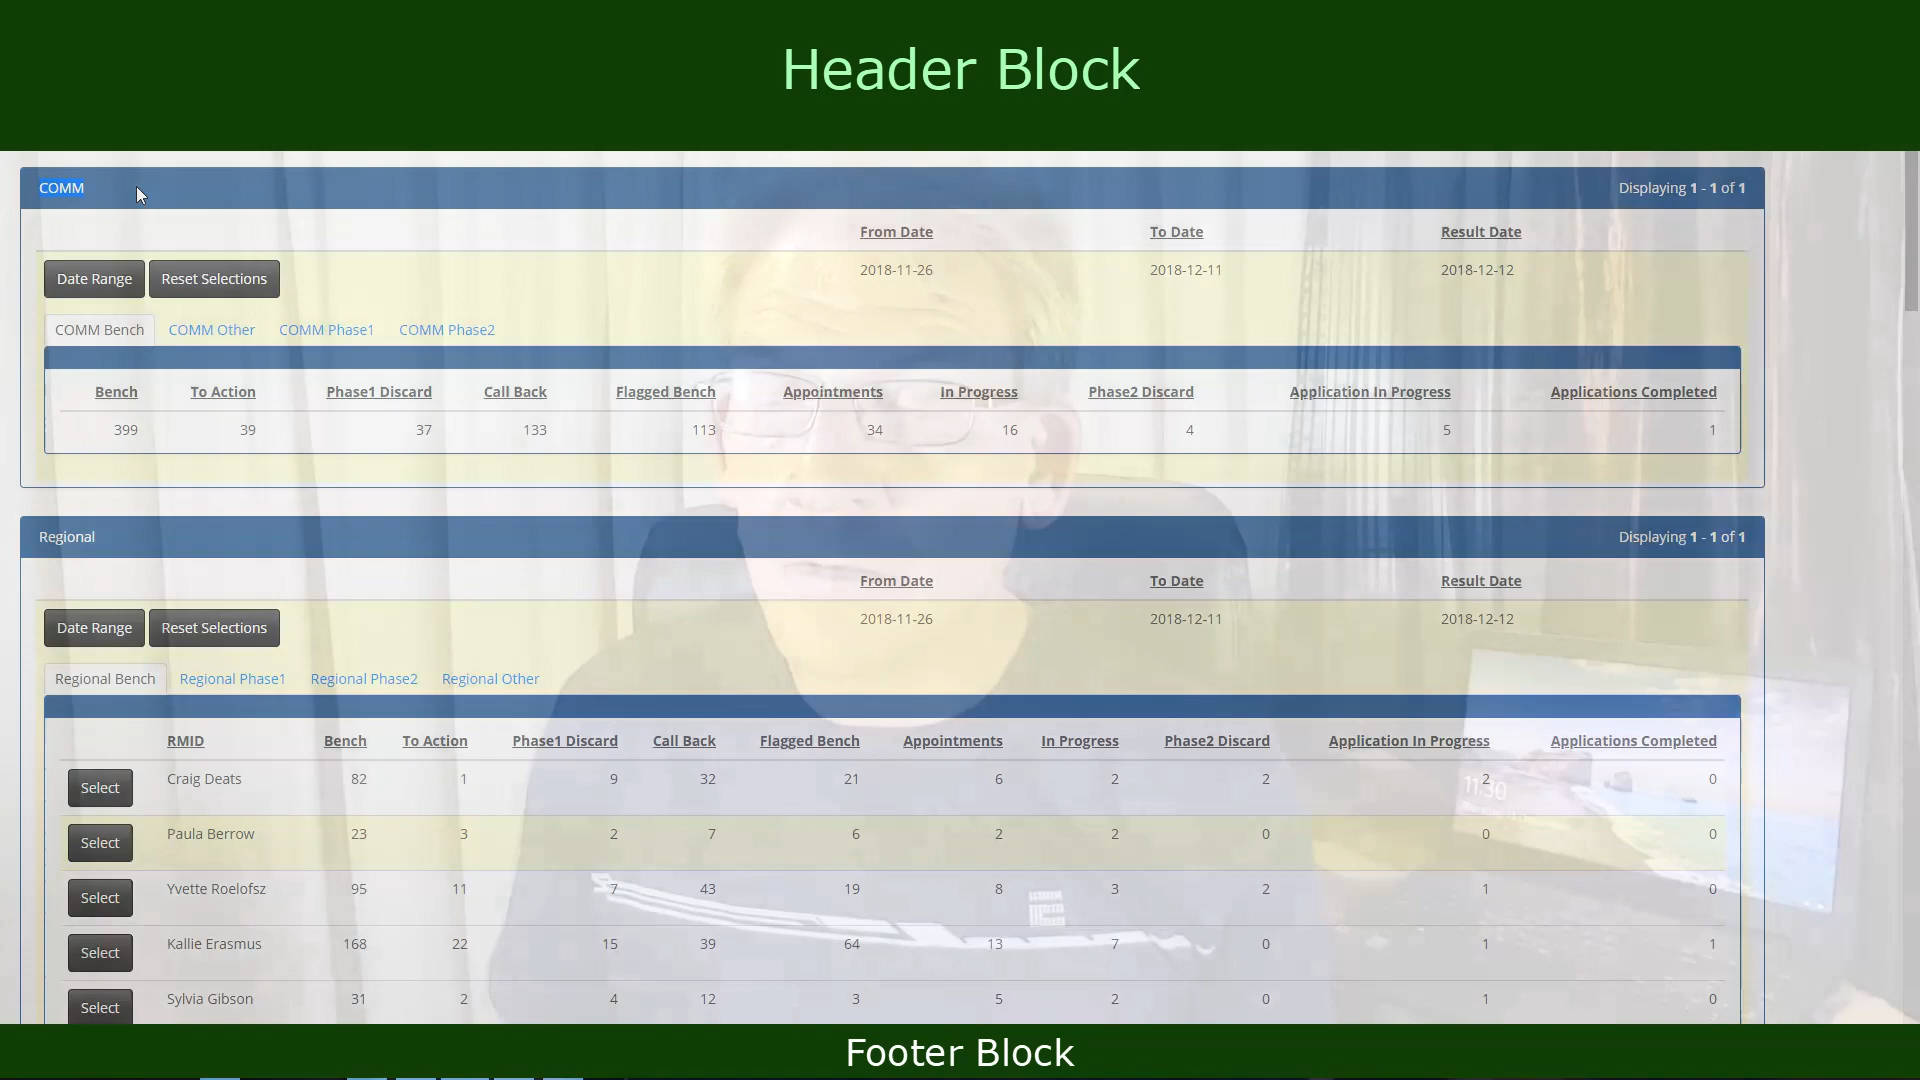 Header Block
COMM Displaying 1 - 1 of 1
From Date To Date Result Date
Date Range Reset Selections 2018-11-26 2018-12-11 2018-12-12
COMM Bench COMM Other COMM Phase1 COMM Phase2
Bench To Action Phase1 Discard Call Back Flagged Bench Appointments In Progress Phase2 Discard Application In Progress Applications Completed
399 39 37 133 113 34 16 4 5 1
Regional Displaying 1 - 1 of 1
From Date To Date Result Date
Date Range Reset Selections 2018-11-26 2018-12-11 2018-12-12
Regional Bench Regional Phase1 Regional Phase2 Regional Other
RMID Bench To Action Phase1 Discard Call Back Flagged Bench Appointments In Progress Phase2 Discard Application In Progress Applications Completed
Select Craig Deats 82 1 9 32 21 6 2 2 2 0
11:30
Select Paula Berrow 23 3 2 7 6 2 2 0 0 0
Select Yvette Roelofsz 95 11 7 43 19 8 3 2 1 0
Select Kallie Erasmus 168 22 15 39 64 13 7 0 1 1
Select Sylvia Gibson 31 2 4 12 3 5 2 0 1 0
Footer Block